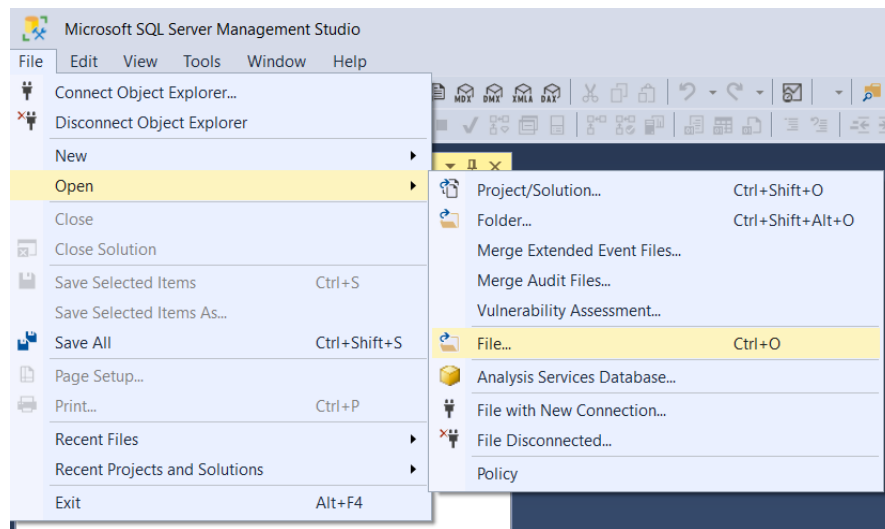 Microsoft SQL Server Management Studio
File Edit View Tools Window Help
Connect Object Explorer...
Disconnect Object Explorer
New
Open
Close
Close Solution
Save Selected Items Ctrl+S
Save Selected Items As...
Save All Ctrl+Shift+S
Page Setup...
Print... Ctrl+P
Recent Files
Recent Projects and Solutions
Exit Alt+F4
MDX DMX XMLA DAX
Project/Solution... Ctrl+Shift+O
Folder... Ctrl+Shift+Alt+O
Merge Extended Event Files...
Merge Audit Files...
Vulnerability Assessment...
File... Ctrl+O
Analysis Services Database...
File with New Connection...
File Disconnected...
Policy